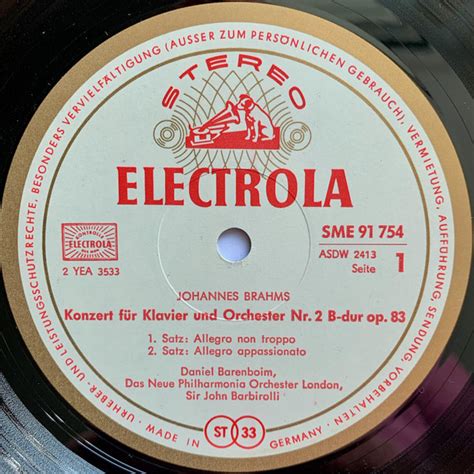 URHEBER- UND LEISTUNGSSCHUTZRECHTE, BESONDERS VERVIELFÄLTIGUNG (AUSSER ZUM PERSÖNLICHEN GEBRAUCH), VERMIETUNG, AUFFÜHRUNG, SENDUNG, VORBEHALTEN!
STEREO
ELECTROLA
SME 91 754
KONTROLLE
ELECTROLA
ASDW 2413
2 YEA 3533
Seite 1
JOHANNES BRAHMS
Konzert für Klavier und Orchester Nr. 2 B-dur op. 83
1. Satz: Allegro non troppo
2. Satz: Allegro appassionato
Daniel Barenboim,
Das Neue Philharmonia Orchester London,
Sir John Barbirolli
MADE IN GERMANY
ST 33